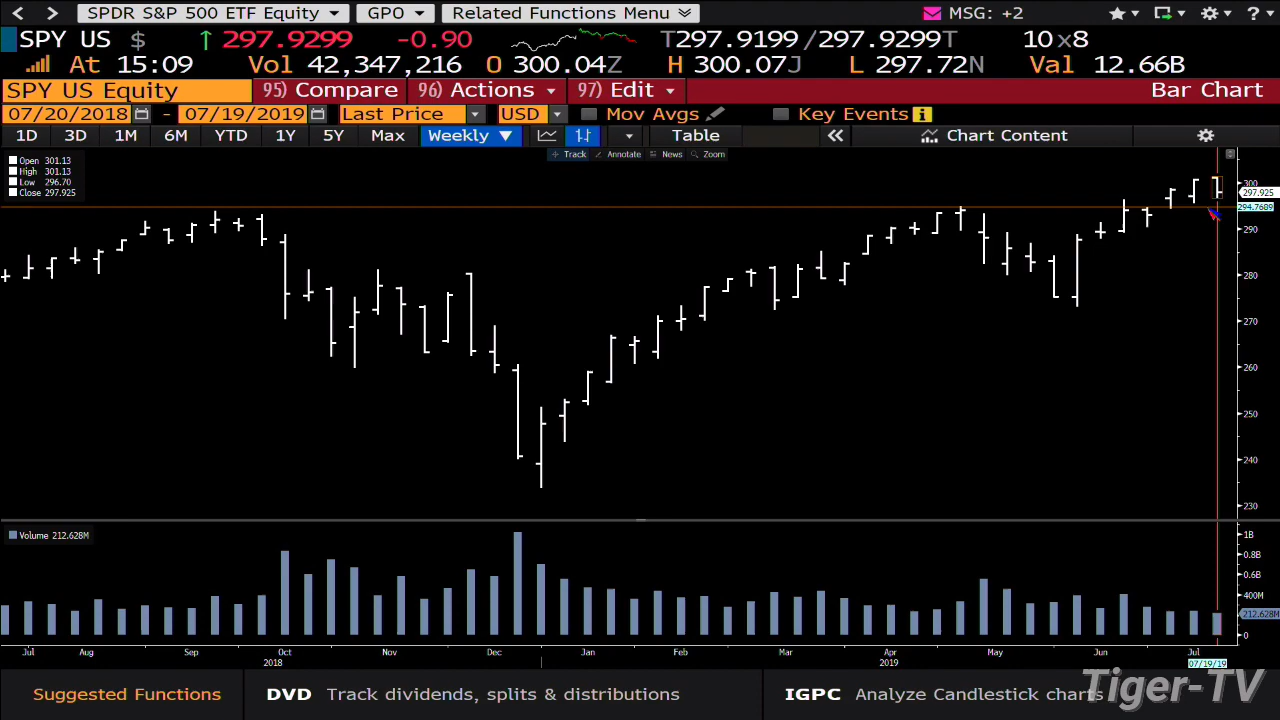 < > SPDR S&P 500 ETF Equity GPO Related Functions Menu MSG: +2 ?
SPY US $ ↑ 297.9299 -0.90 T297.9199 /297.9299T 10 x8
At 15:09 Vol 42,347,216 O 300.04Z H 300.07J L 297.72N Val 12.66B
SPY US Equity 95) Compare 96) Actions 97) Edit Bar Chart
07/20/2018 - 07/19/2019 Last Price USD Mov Avgs Key Events i
1D 3D 1M 6M YTD 1Y 5Y Max Weekly ▼ Table « Chart Content
Track Annotate News Zoom
Open 301.13
High 301.13
Low 296.70
Close 297.925
300
297.925
294.7689
290
280
270
260
250
240
230
Volume 212.628M
1B
0.8B
0.6B
400M
212.628M
0
Jul Aug Sep Oct Nov Dec Jan Feb Mar Apr May Jun Jul
2018 2019 07/19/19
Suggested Functions DVD Track dividends, splits & distributions IGPC Analyze Candlestick charts
Tiger-TV